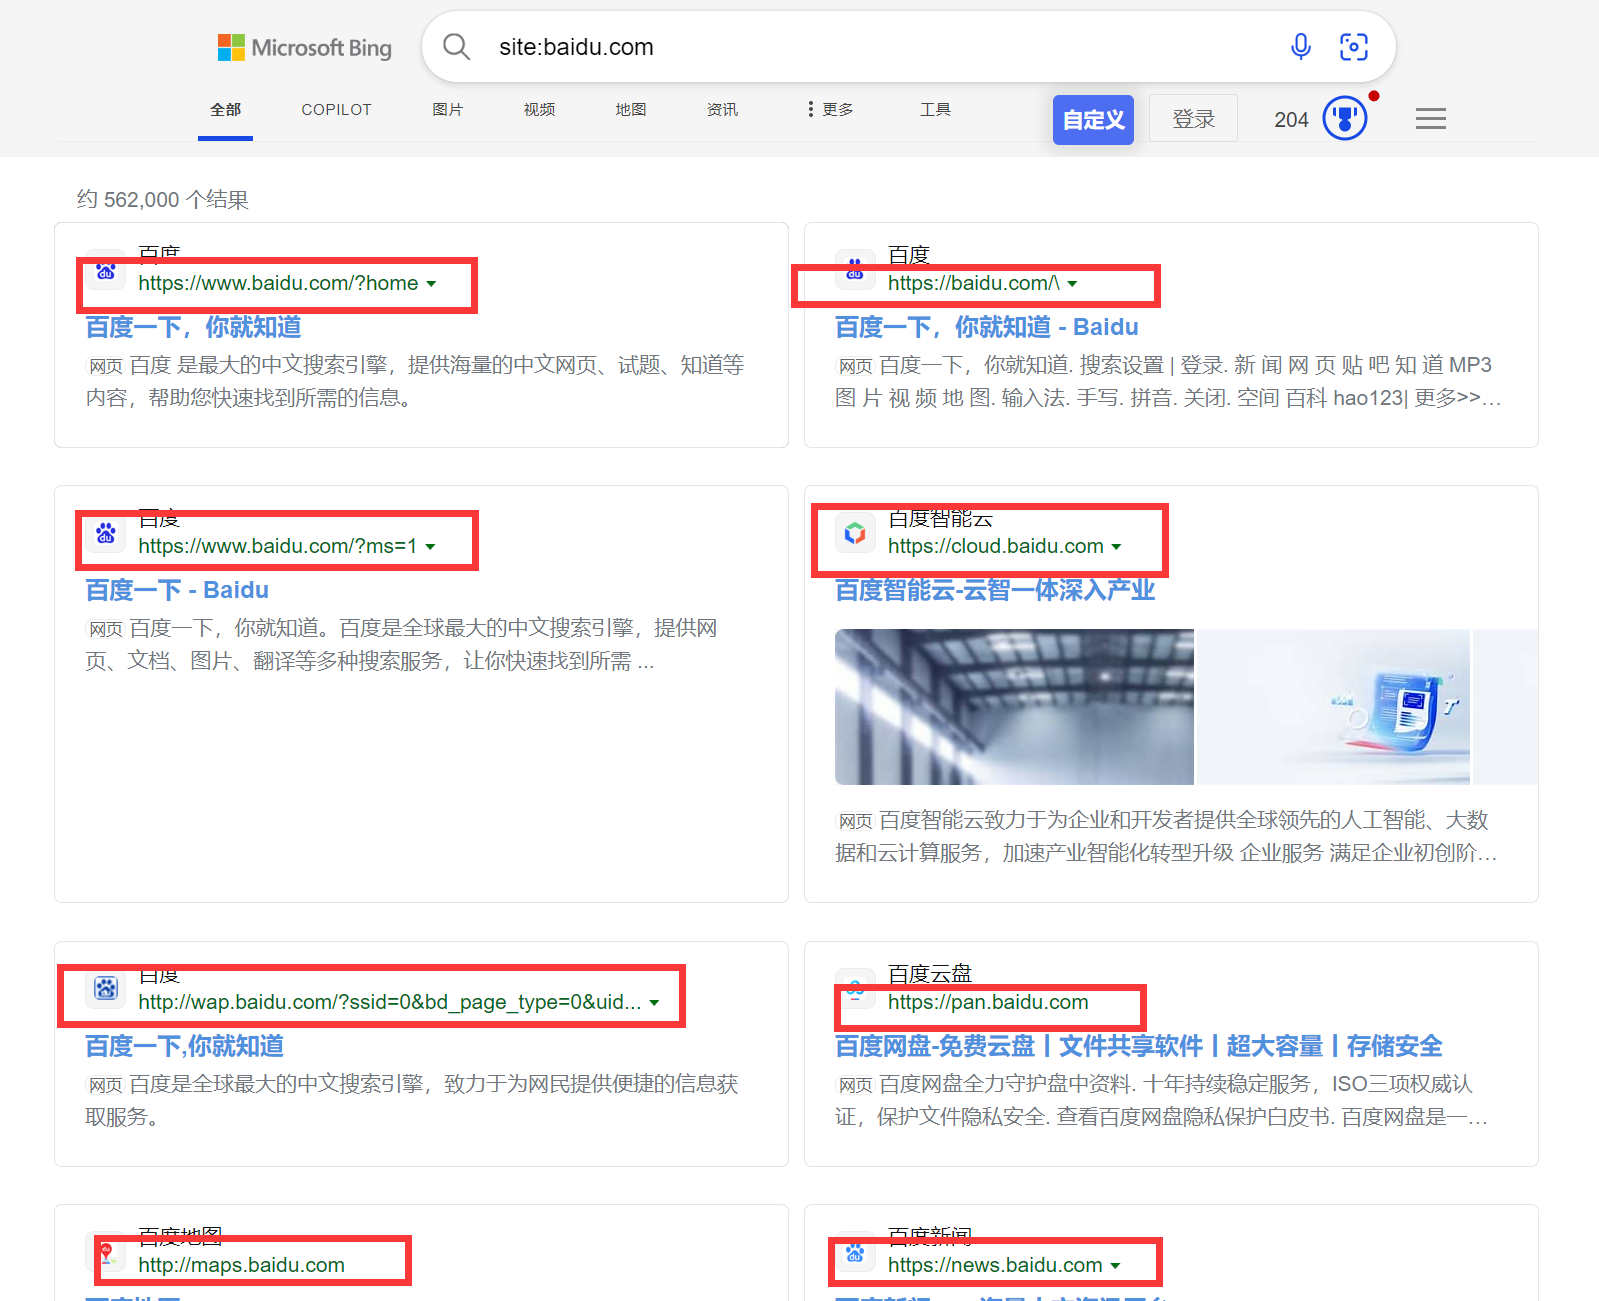 Microsoft Bing
site:baidu.com
全部
COPILOT
图片
视频
地图
资讯
更多
工具
自定义
登录
204
约 562,000 个结果
百度
https://www.baidu.com/?home
百度一下，你就知道
网页 百度 是最大的中文搜索引擎，提供海量的中文网页、试题、知道等
内容，帮助您快速找到所需的信息。
百度
https://baidu.com/\
百度一下，你就知道 - Baidu
网页 百度一下，你就知道. 搜索设置 | 登录. 新 闻 网 页 贴 吧 知 道 MP3
图 片 视 频 地 图. 输入法. 手写. 拼音. 关闭. 空间 百科 hao123| 更多>>…
百度
https://www.baidu.com/?ms=1
百度一下 - Baidu
网页 百度一下，你就知道。百度是全球最大的中文搜索引擎，提供网
页、文档、图片、翻译等多种搜索服务，让你快速找到所需 ...
百度智能云
https://cloud.baidu.com
百度智能云-云智一体深入产业
网页 百度智能云致力于为企业和开发者提供全球领先的人工智能、大数
据和云计算服务，加速产业智能化转型升级 企业服务 满足企业初创阶…
百度
http://wap.baidu.com/?ssid=0&bd_page_type=0&uid...
百度一下,你就知道
网页 百度是全球最大的中文搜索引擎，致力于为网民提供便捷的信息获
取服务。
百度云盘
https://pan.baidu.com
百度网盘-免费云盘丨文件共享软件丨超大容量丨存储安全
网页 百度网盘全力守护盘中资料. 十年持续稳定服务，ISO三项权威认
证，保护文件隐私安全. 查看百度网盘隐私保护白皮书. 百度网盘是一…
百度地图
http://maps.baidu.com
百度地图
百度新闻
https://news.baidu.com